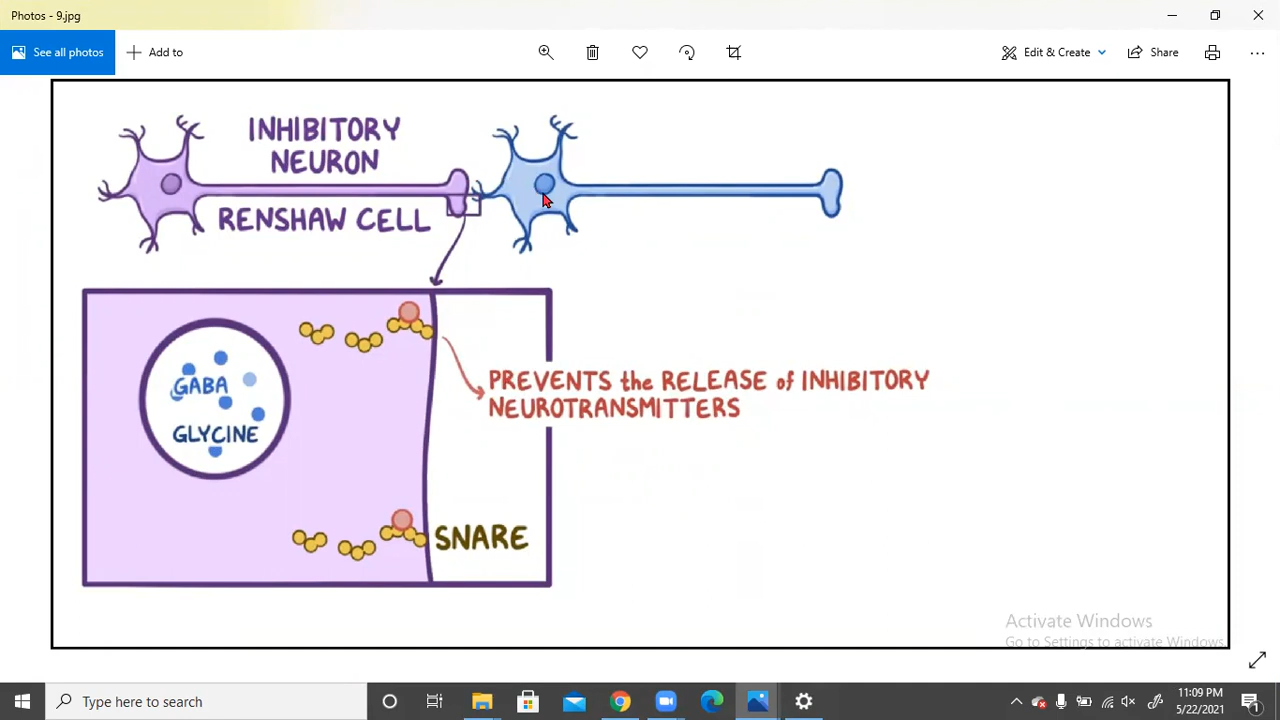 Photos - 9.jpg
See all photos
Add to
Edit & Create
Share
INHIBITORY
NEURON
RENSHAW CELL
GABA
GLYCINE
PREVENTS the RELEASE of INHIBITORY
NEUROTRANSMITTERS
SNARE
Activate Windows
Go to Settings to activate Windows.
Type here to search
11:09 PM
5/22/2021
1